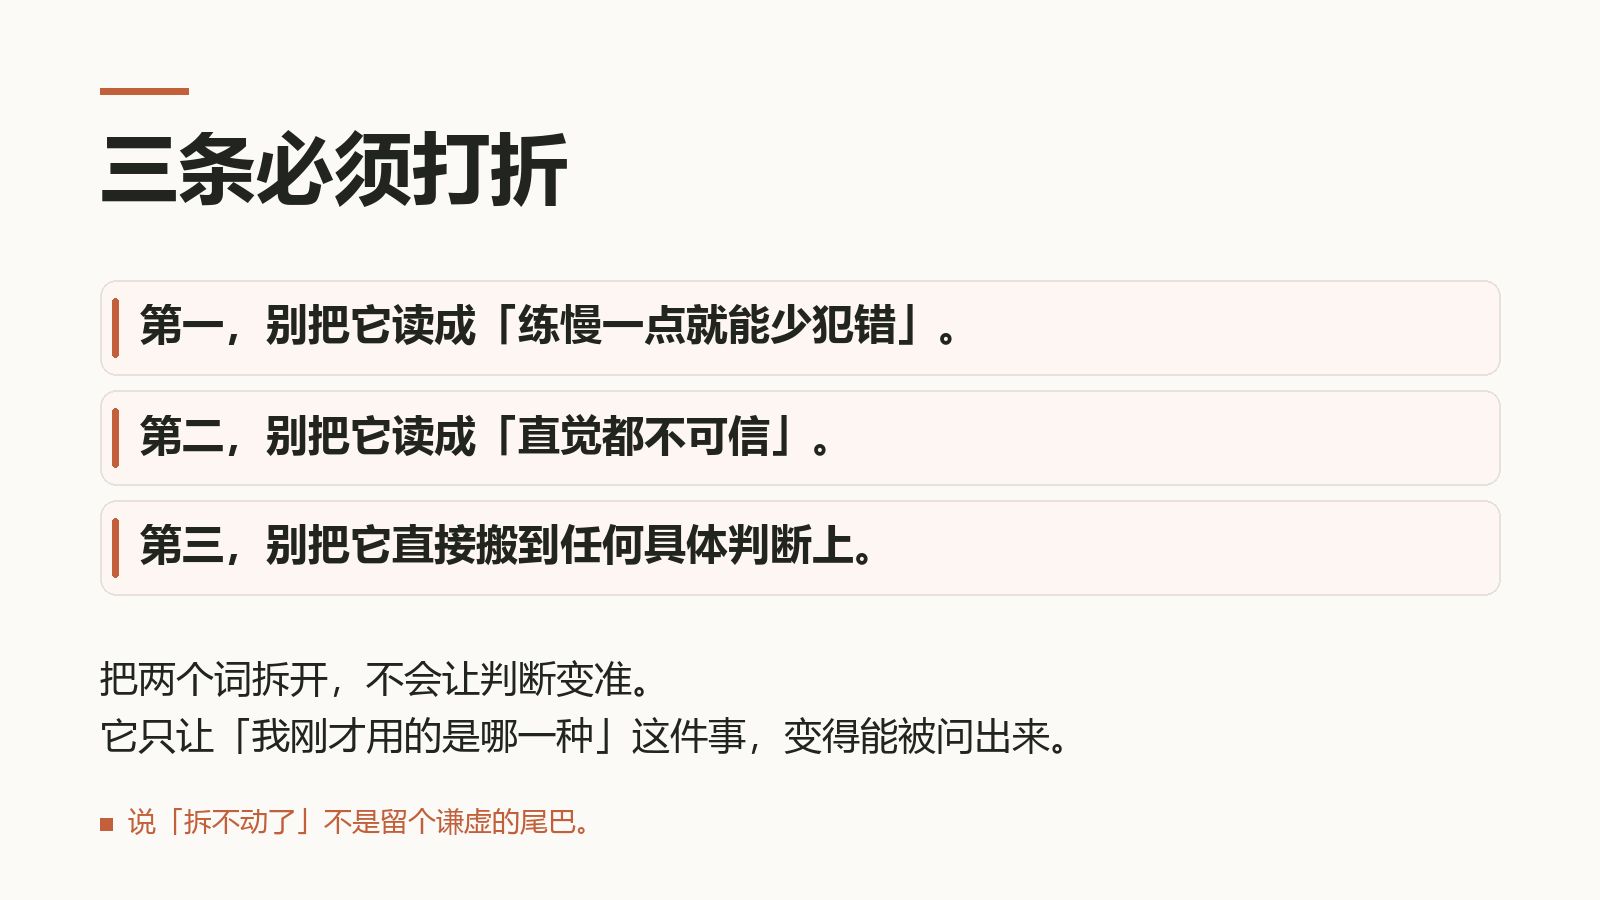 三条必须打折
第一，别把它读成「练慢一点就能少犯错」。
第二，别把它读成「直觉都不可信」。
第三，别把它直接搬到任何具体判断上。
把两个词拆开，不会让判断变准。
它只让「我刚才用的是哪一种」这件事，变得能被问出来。
说「拆不动了」不是留个谦虚的尾巴。